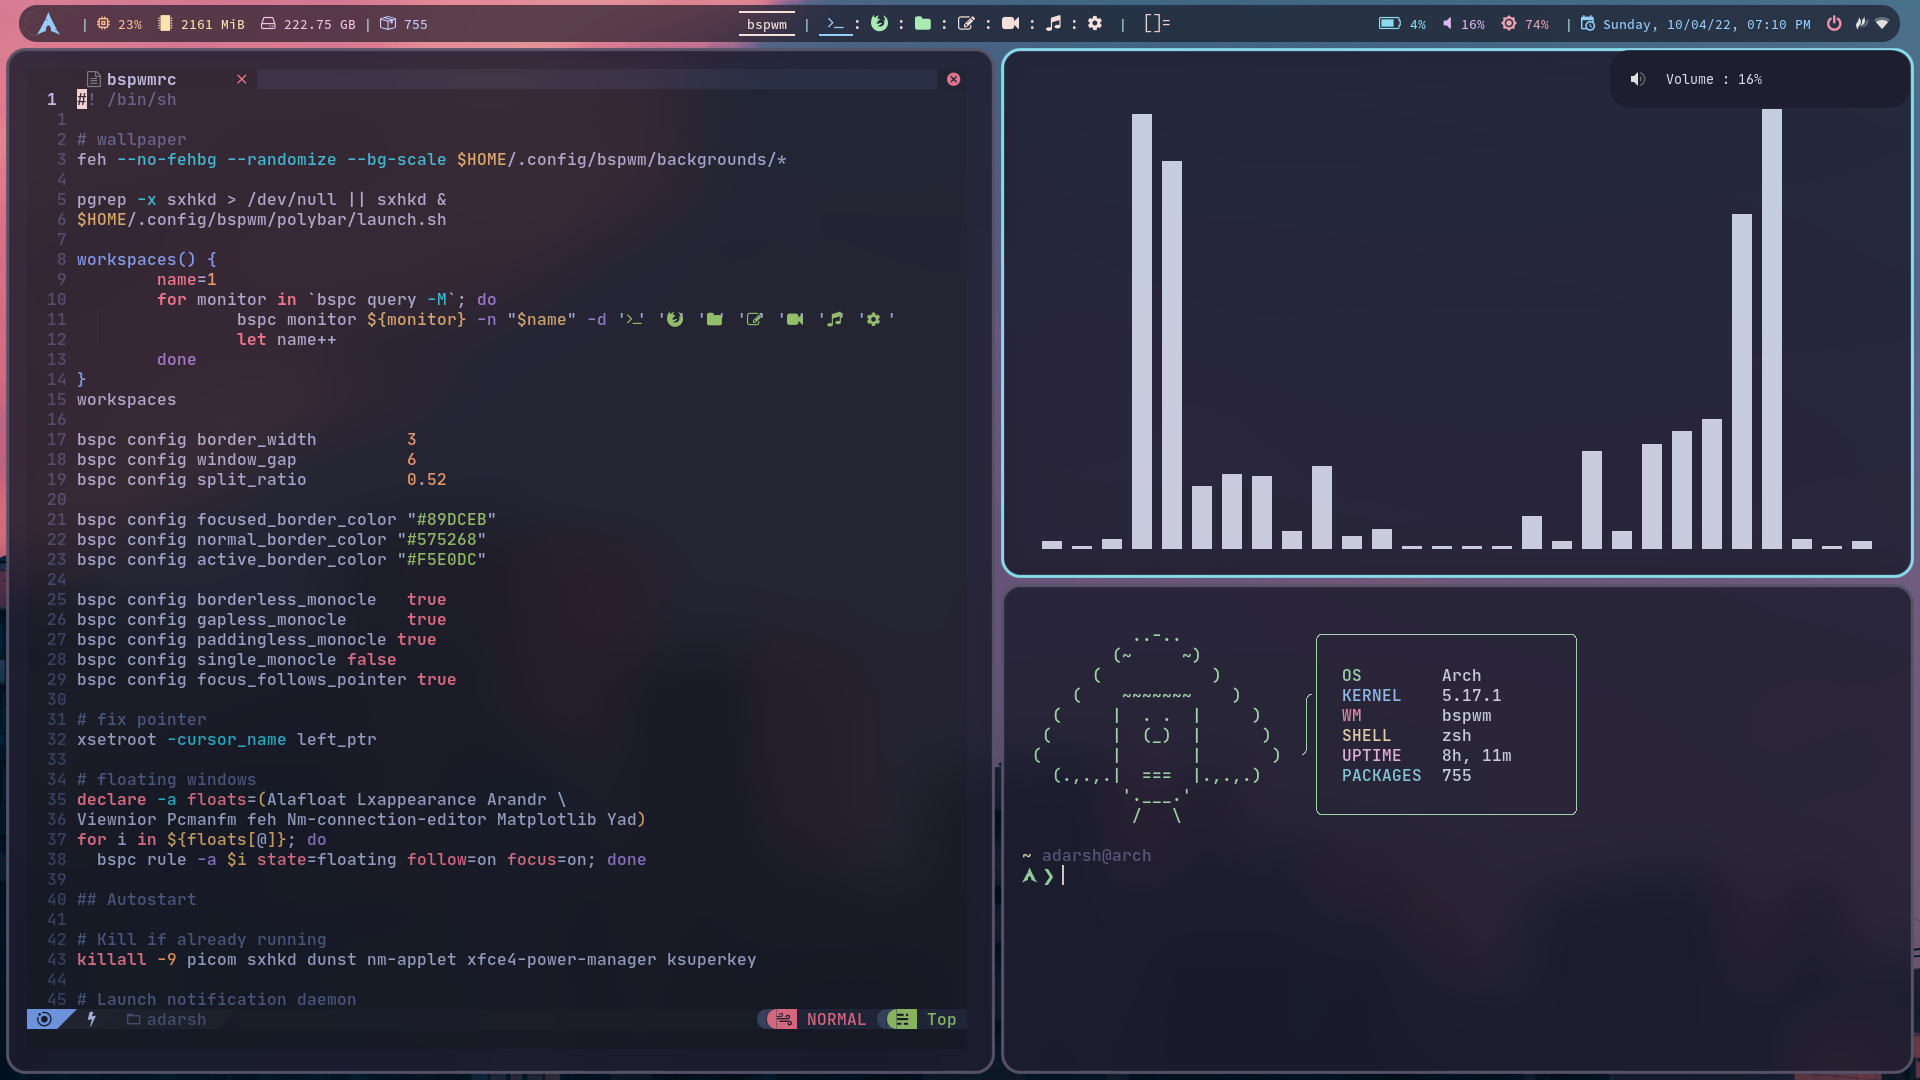 | 23% 2161 MiB 222.75 GB | 755
bspwm | >_ : : : : : : | []=
4% 16% 74% | Sunday, 10/04/22, 07:10 PM
bspwmrc ×
1 #! /bin/sh
1
2 # wallpaper
3 feh --no-fehbg --randomize --bg-scale $HOME/.config/bspwm/backgrounds/*
4
5 pgrep -x sxhkd > /dev/null || sxhkd &
6 $HOME/.config/bspwm/polybar/launch.sh
7
8 workspaces() {
9 name=1
10 for monitor in `bspc query -M`; do
11 bspc monitor ${monitor} -n "$name" -d '>_' '' '' '' '' '' ''
12 let name++
13 done
14 }
15 workspaces
16
17 bspc config border_width 3
18 bspc config window_gap 6
19 bspc config split_ratio 0.52
20
21 bspc config focused_border_color "#89DCEB"
22 bspc config normal_border_color "#575268"
23 bspc config active_border_color "#F5E0DC"
24
25 bspc config borderless_monocle true
26 bspc config gapless_monocle true
27 bspc config paddingless_monocle true
28 bspc config single_monocle false
29 bspc config focus_follows_pointer true
30
31 # fix pointer
32 xsetroot -cursor_name left_ptr
33
34 # floating windows
35 declare -a floats=(Alafloat Lxappearance Arandr \
36 Viewnior Pcmanfm feh Nm-connection-editor Matplotlib Yad)
37 for i in ${floats[@]}; do
38 bspc rule -a $i state=floating follow=on focus=on; done
39
40 ## Autostart
41
42 # Kill if already running
43 killall -9 picom sxhkd dunst nm-applet xfce4-power-manager ksuperkey
44
45 # Launch notification daemon
adarsh NORMAL Top
Volume : 16%
OS Arch
KERNEL 5.17.1
WM bspwm
SHELL zsh
UPTIME 8h, 11m
PACKAGES 755
~ adarsh@arch
❯